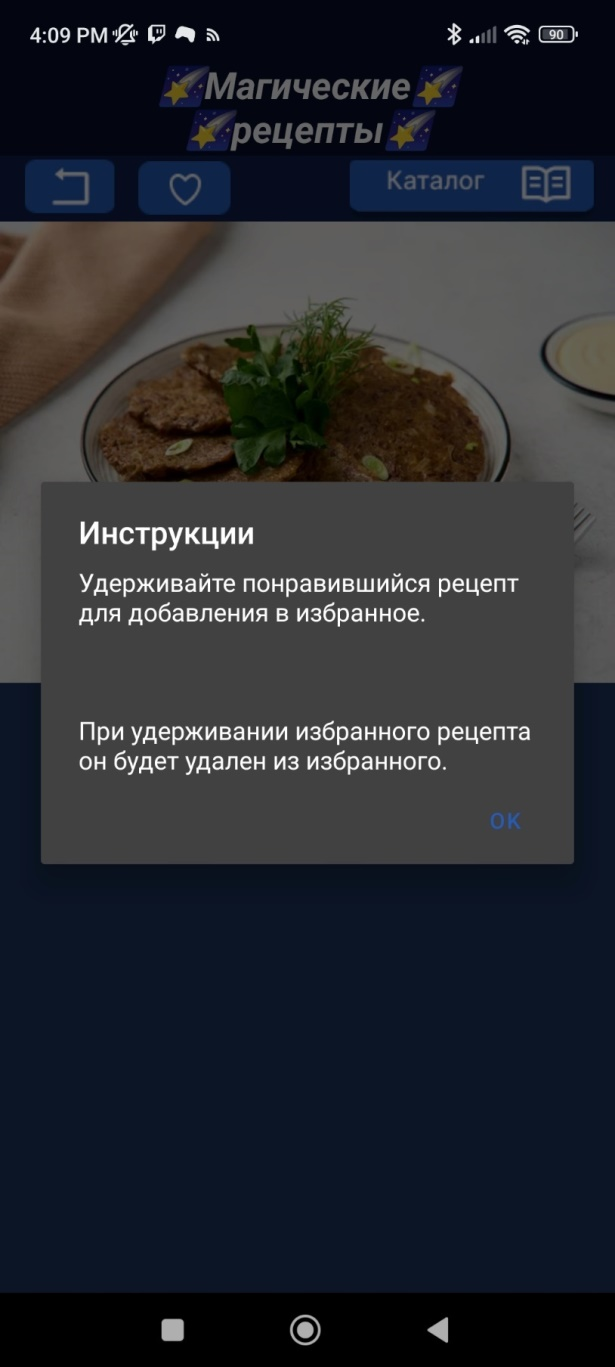 4:09 PM
90
Магические
рецепты
Каталог
Инструкции
Удерживайте понравившийся рецепт
для добавления в избранное.
При удерживании избранного рецепта
он будет удален из избранного.
ОК